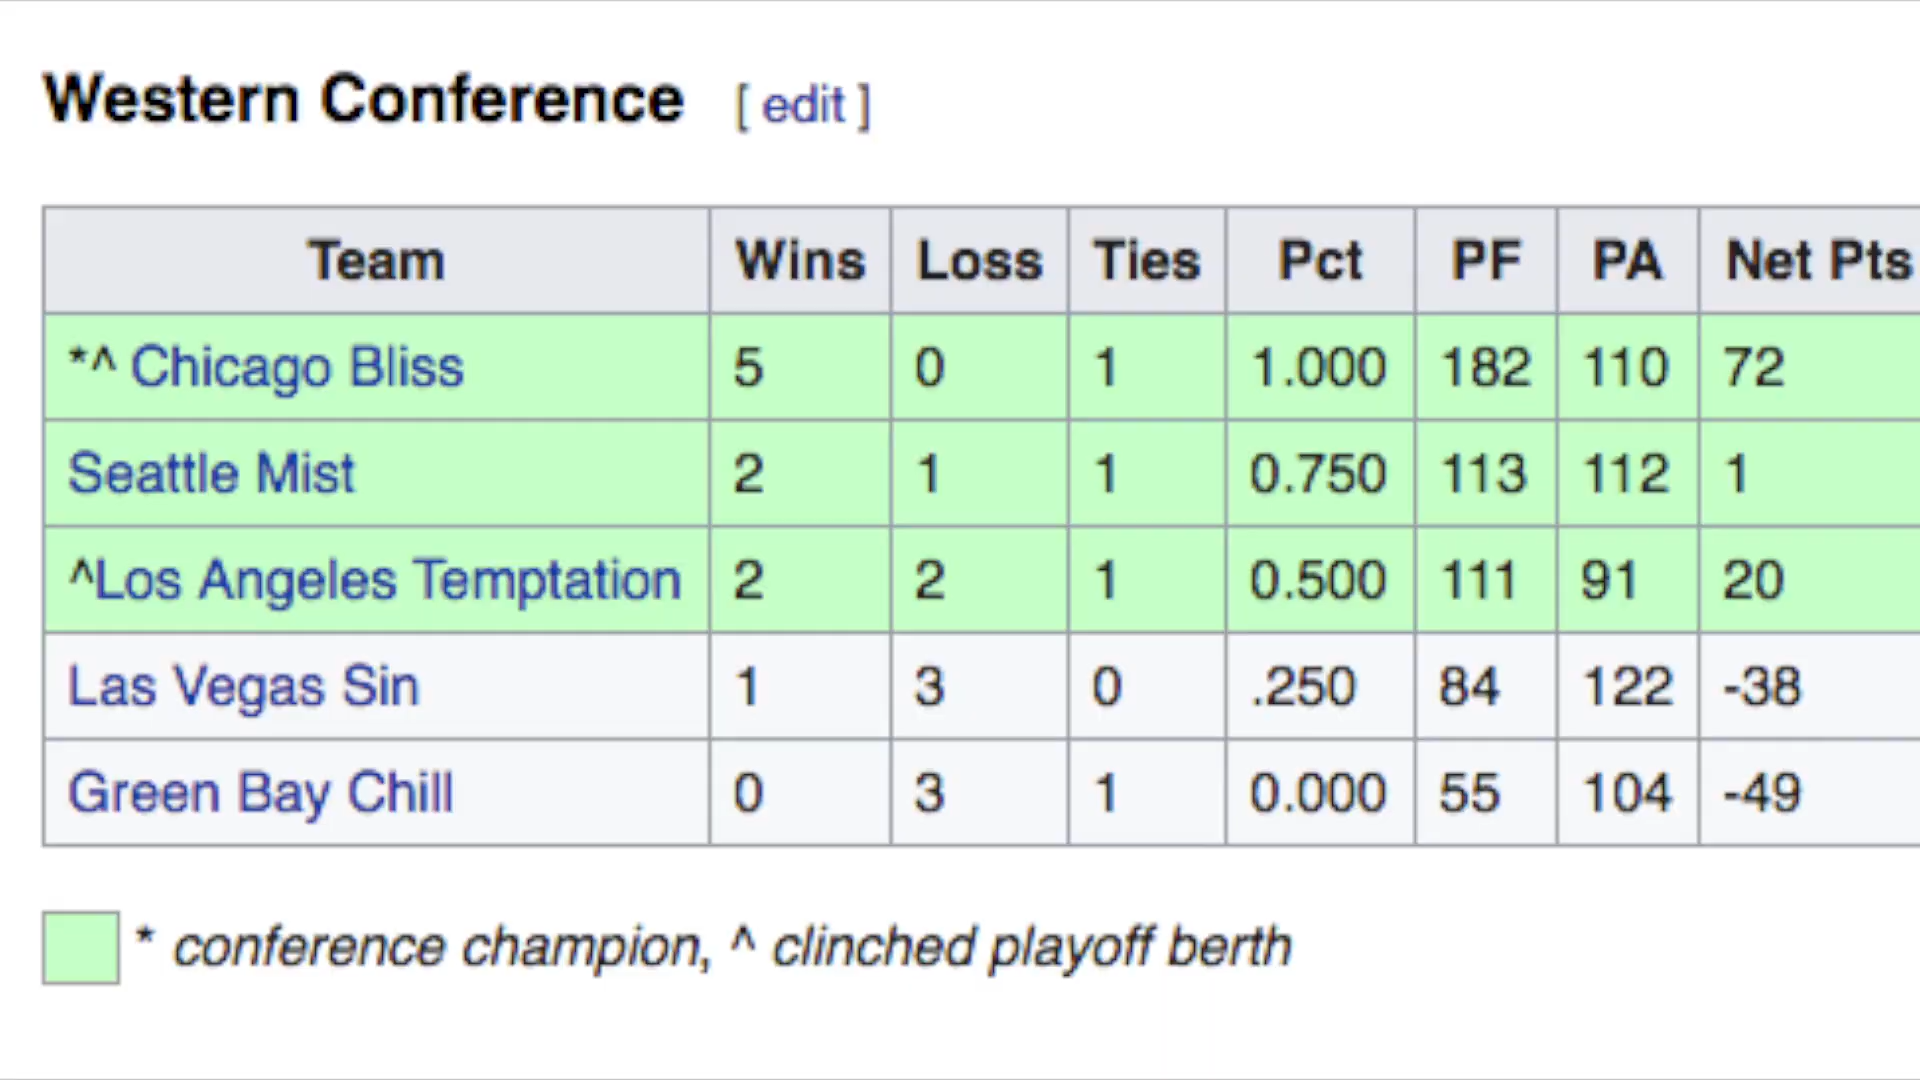 Western Conference [ edit ]
Team Wins Loss Ties Pct PF PA Net Pts
*^ Chicago Bliss 5 0 1 1.000 182 110 72
Seattle Mist 2 1 1 0.750 113 112 1
^Los Angeles Temptation 2 2 1 0.500 111 91 20
Las Vegas Sin 1 3 0 .250 84 122 -38
Green Bay Chill 0 3 1 0.000 55 104 -49
* conference champion, ^ clinched playoff berth